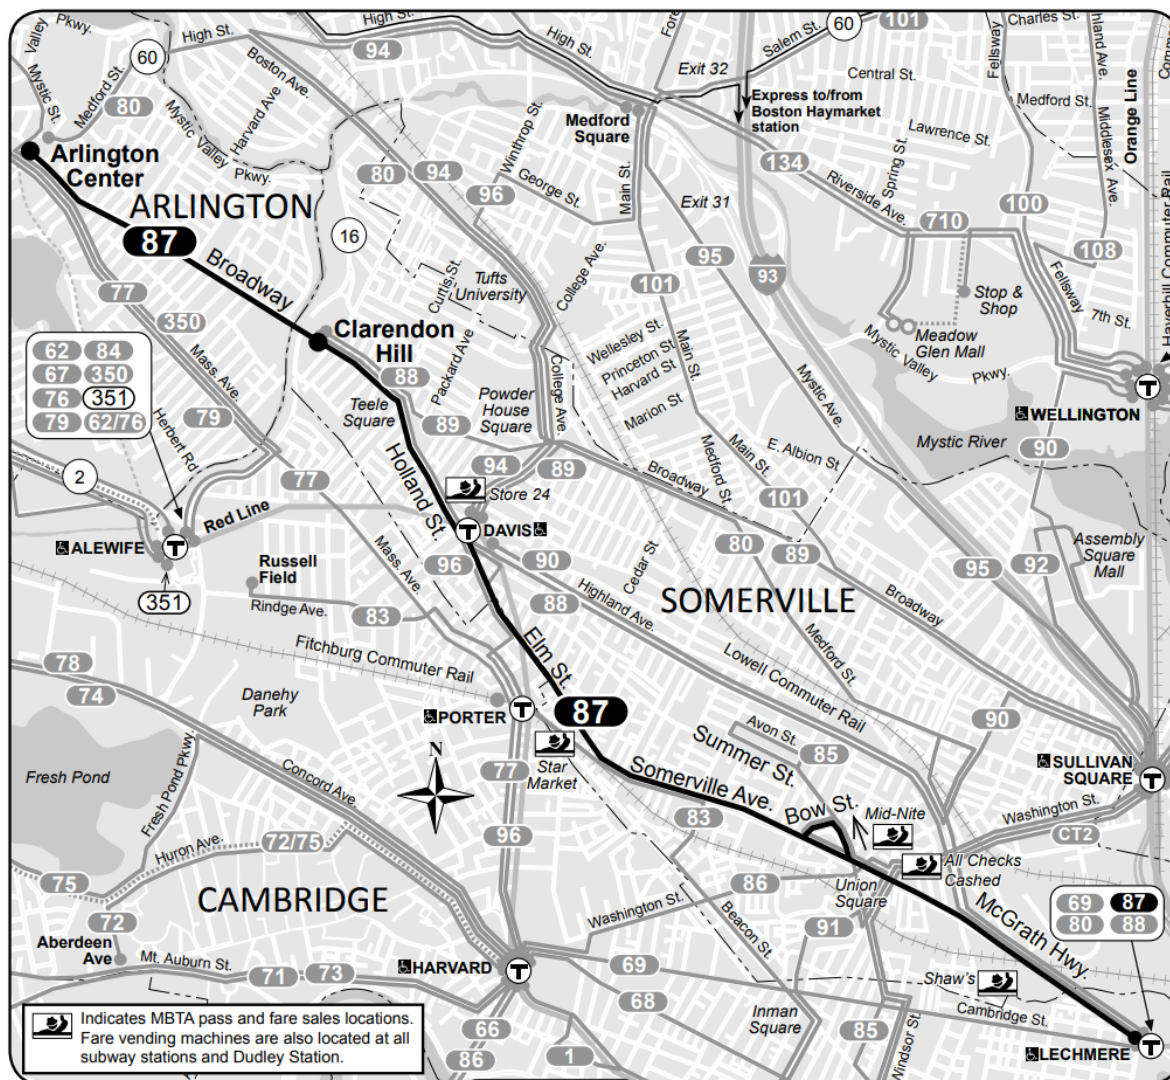 Valley
Pkwy.
High St.
94
High St.
60
Mystic St.
Medford St.
80
Boston Ave.
Mystic Valley
Pkwy.
Harvard Ave
High St.
Exit 32
Salem St.
60
101
Fellsway
Charles St.
Central St.
Medford St.
Lawrence St.
Middlesex Ave.
Orange Line
Haverhill Commuter Rail
Express to/from
Boston Haymarket
station
Medford
Square
Winthrop St.
George St.
Main St.
134
Spring St.
Riverside Ave.
710
100
108
Fellsway
7th St.
Arlington
Center
ARLINGTON
87
Broadway
16
80
94
96
Exit 31
95
93
101
Curtis St.
Tufts
University
College Ave.
Stop &
Shop
Meadow
Glen Mall
Mystic Valley
Pkwy.
WELLINGTON
77
350
Mass. Ave.
62 84
67 350
76 351
79 62/76
79
Herbert Rd
2
Clarendon
Hill
88
Packard Ave
Teele
Square
Powder
House
Square
College Ave.
89
Wellesley St.
Princeton St.
Harvard St.
Marion St
Main St.
Mystic Ave.
Mystic River
90
Holland St.
94
89
Store 24
Broadway
Medford St.
Main St.
101
E. Albion St
77
Red Line
ALEWIFE
351
DAVIS
96
90
88
Cedar St
80
89
95
92
Assembly
Square
Mall
Russell
Field
Rindge Ave.
83
Mass. Ave.
Highland Ave.
SOMERVILLE
Broadway
Fitchburg Commuter Rail
Elm St.
Medford St.
Lowell Commuter Rail
78
74
Danehy
Park
PORTER
87
Avon St.
85
90
Fresh Pond
Fresh Pond Pkwy.
Concord Ave.
N
77
Star
Market
Summer St.
Somerville Ave.
SULLIVAN
SQUARE
Washington St.
CT2
Huron Ave.
72/75
96
83
Bow St.
Mid-Nite
All Checks
Cashed
75
72
CAMBRIDGE
86
Washington St.
Union
Square
Beacon St.
91
McGrath Hwy.
69 87
80 88
Aberdeen
Ave
Mt. Auburn St.
71
73
HARVARD
69
68
Inman
Square
Shaw's
Cambridge St.
85
Windsor St.
LECHMERE
66
86
1
Indicates MBTA pass and fare sales locations.
Fare vending machines are also located at all
subway stations and Dudley Station.